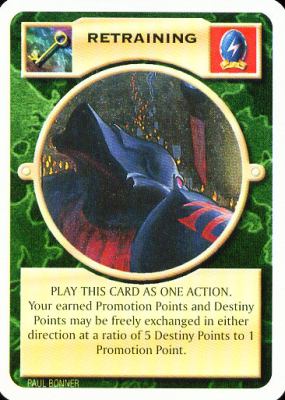 RETRAINING
PLAY THIS CARD AS ONE ACTION.
Your earned Promotion Points and Destiny
Points may be freely exchanged in either
direction at a ratio of 5 Destiny Points to 1
Promotion Point.
PAUL BONNER